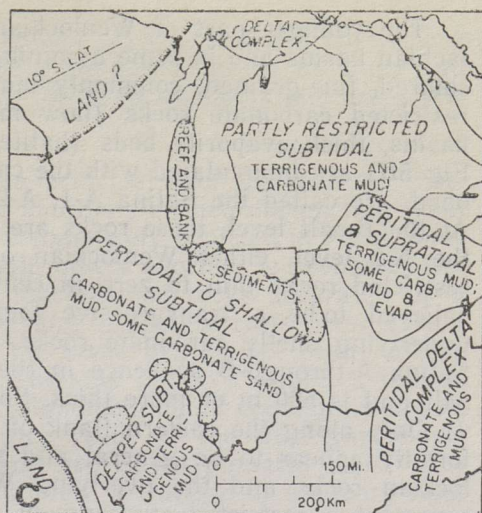 DELTA
COMPLEX
10° S. LAT.
LAND ?
REEF AND BANK
PARTLY RESTRICTED
SUBTIDAL
TERRIGENOUS AND
CARBONATE MUD
PERITIDAL
& SUPRATIDAL
TERRIGENOUS MUD,
SOME CARB.
MUD &
EVAP.
SEDIMENTS
PERITIDAL TO SHALLOW
SUBTIDAL
CARBONATE AND TERRIGENOUS
MUD, SOME CARBONATE SAND
PERITIDAL DELTA
COMPLEX
CARBONATE AND
TERRIGENOUS
MUD
DEEPER SUBT.
CARBONATE
AND TERRI-
GENOUS
MUD
LAND
C
0 150 Mi.
0 200 Km